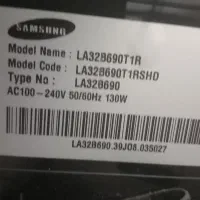 SAMSUNG
Model Name : LA32B690T1R
Model Code : LA32B690T1RSHD
Type No : LA32B690
AC100-240V 50/60Hz 130W
LA32B690.39J08.035027